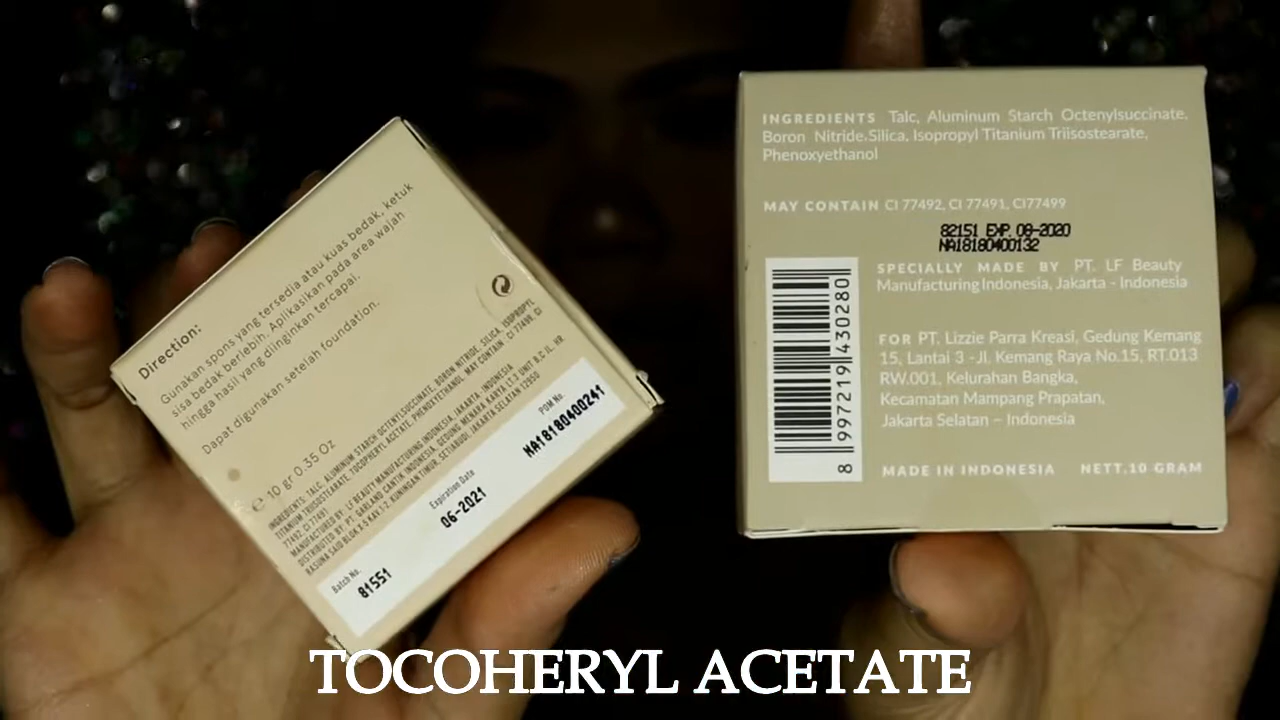 Direction:
Gunakan spons yang tersedia atau kuas bedak, ketuk
sisa bedak berlebih. Aplikasikan pada area wajah
hingga hasil yang diinginkan tercapai.
Dapat digunakan setelah foundation.
e 10 gr 0.35 Oz
INGREDIENTS: TALC, ALUMINUM STARCH OCTENYLSUCCINATE, BORON NITRIDE, SILICA, ISOPROPYL
TITANIUM TRIISOSTEARATE, TOCOPHERYL ACETATE, PHENOXYETHANOL, MAY CONTAIN : CI 77499, CI
77492, CI 77491
MANUFACTURED BY: LF BEAUTY MANUFACTURING INDONESIA, JAKARTA, INDONESIA
DISTRIBUTED BY: PT. GARLAND CANTIK INDONESIA. GEDUNG MENARA KARYA LT.3 UNIT B,C JL. HR
RASUNA SAID BLOK X-5 KAV.1-2, KUNINGAN TIMUR, SETIABUDI, JAKARTA SELATAN 12950
Batch No. Expiration Date POM No.
81551 06-2021 NA18180400241
INGREDIENTS Talc, Aluminum Starch Octenylsuccinate,
Boron Nitride,Silica, Isopropyl Titanium Triisostearate,
Phenoxyethanol
MAY CONTAIN CI 77492, CI 77491, CI77499
82151 EXP. 08-2020
NA18180400132
SPECIALLY MADE BY PT. LF Beauty
Manufacturing Indonesia, Jakarta - Indonesia
FOR PT. Lizzie Parra Kreasi, Gedung Kemang
15, Lantai 3 -Jl. Kemang Raya No.15, RT.013
RW.001, Kelurahan Bangka,
Kecamatan Mampang Prapatan,
Jakarta Selatan – Indonesia
8 997219 430280
MADE IN INDONESIA NETT.10 GRAM
TOCOHERYL ACETATE